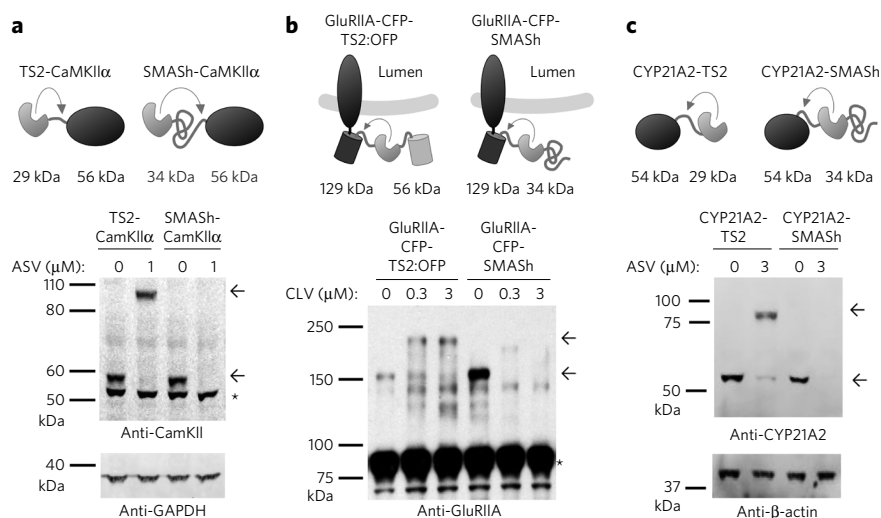 a
TS2-CaMKIIα SMASh-CaMKIIα
29 kDa 56 kDa 34 kDa 56 kDa
TS2-
CamKIIα
SMASh-
CamKIIα
ASV (μM): 0 1 0 1
110
80
60
50
kDa
*
Anti-CamKII
40
kDa
Anti-GAPDH
b
GluRIIA-CFP-
TS2:OFP
GluRIIA-CFP-
SMASh
Lumen Lumen
129 kDa 56 kDa 129 kDa 34 kDa
GluRIIA-
CFP-
TS2:OFP
GluRIIA-
CFP-
SMASh
CLV (μM): 0 0.3 3 0 0.3 3
250
150
100
75
kDa
*
Anti-GluRIIA
c
CYP21A2-TS2 CYP21A2-SMASh
54 kDa 29 kDa 54 kDa 34 kDa
CYP21A2-
TS2
CYP21A2-
SMASh
ASV (μM): 0 3 0 3
100
75
50
kDa
Anti-CYP21A2
37
kDa
Anti-β-actin